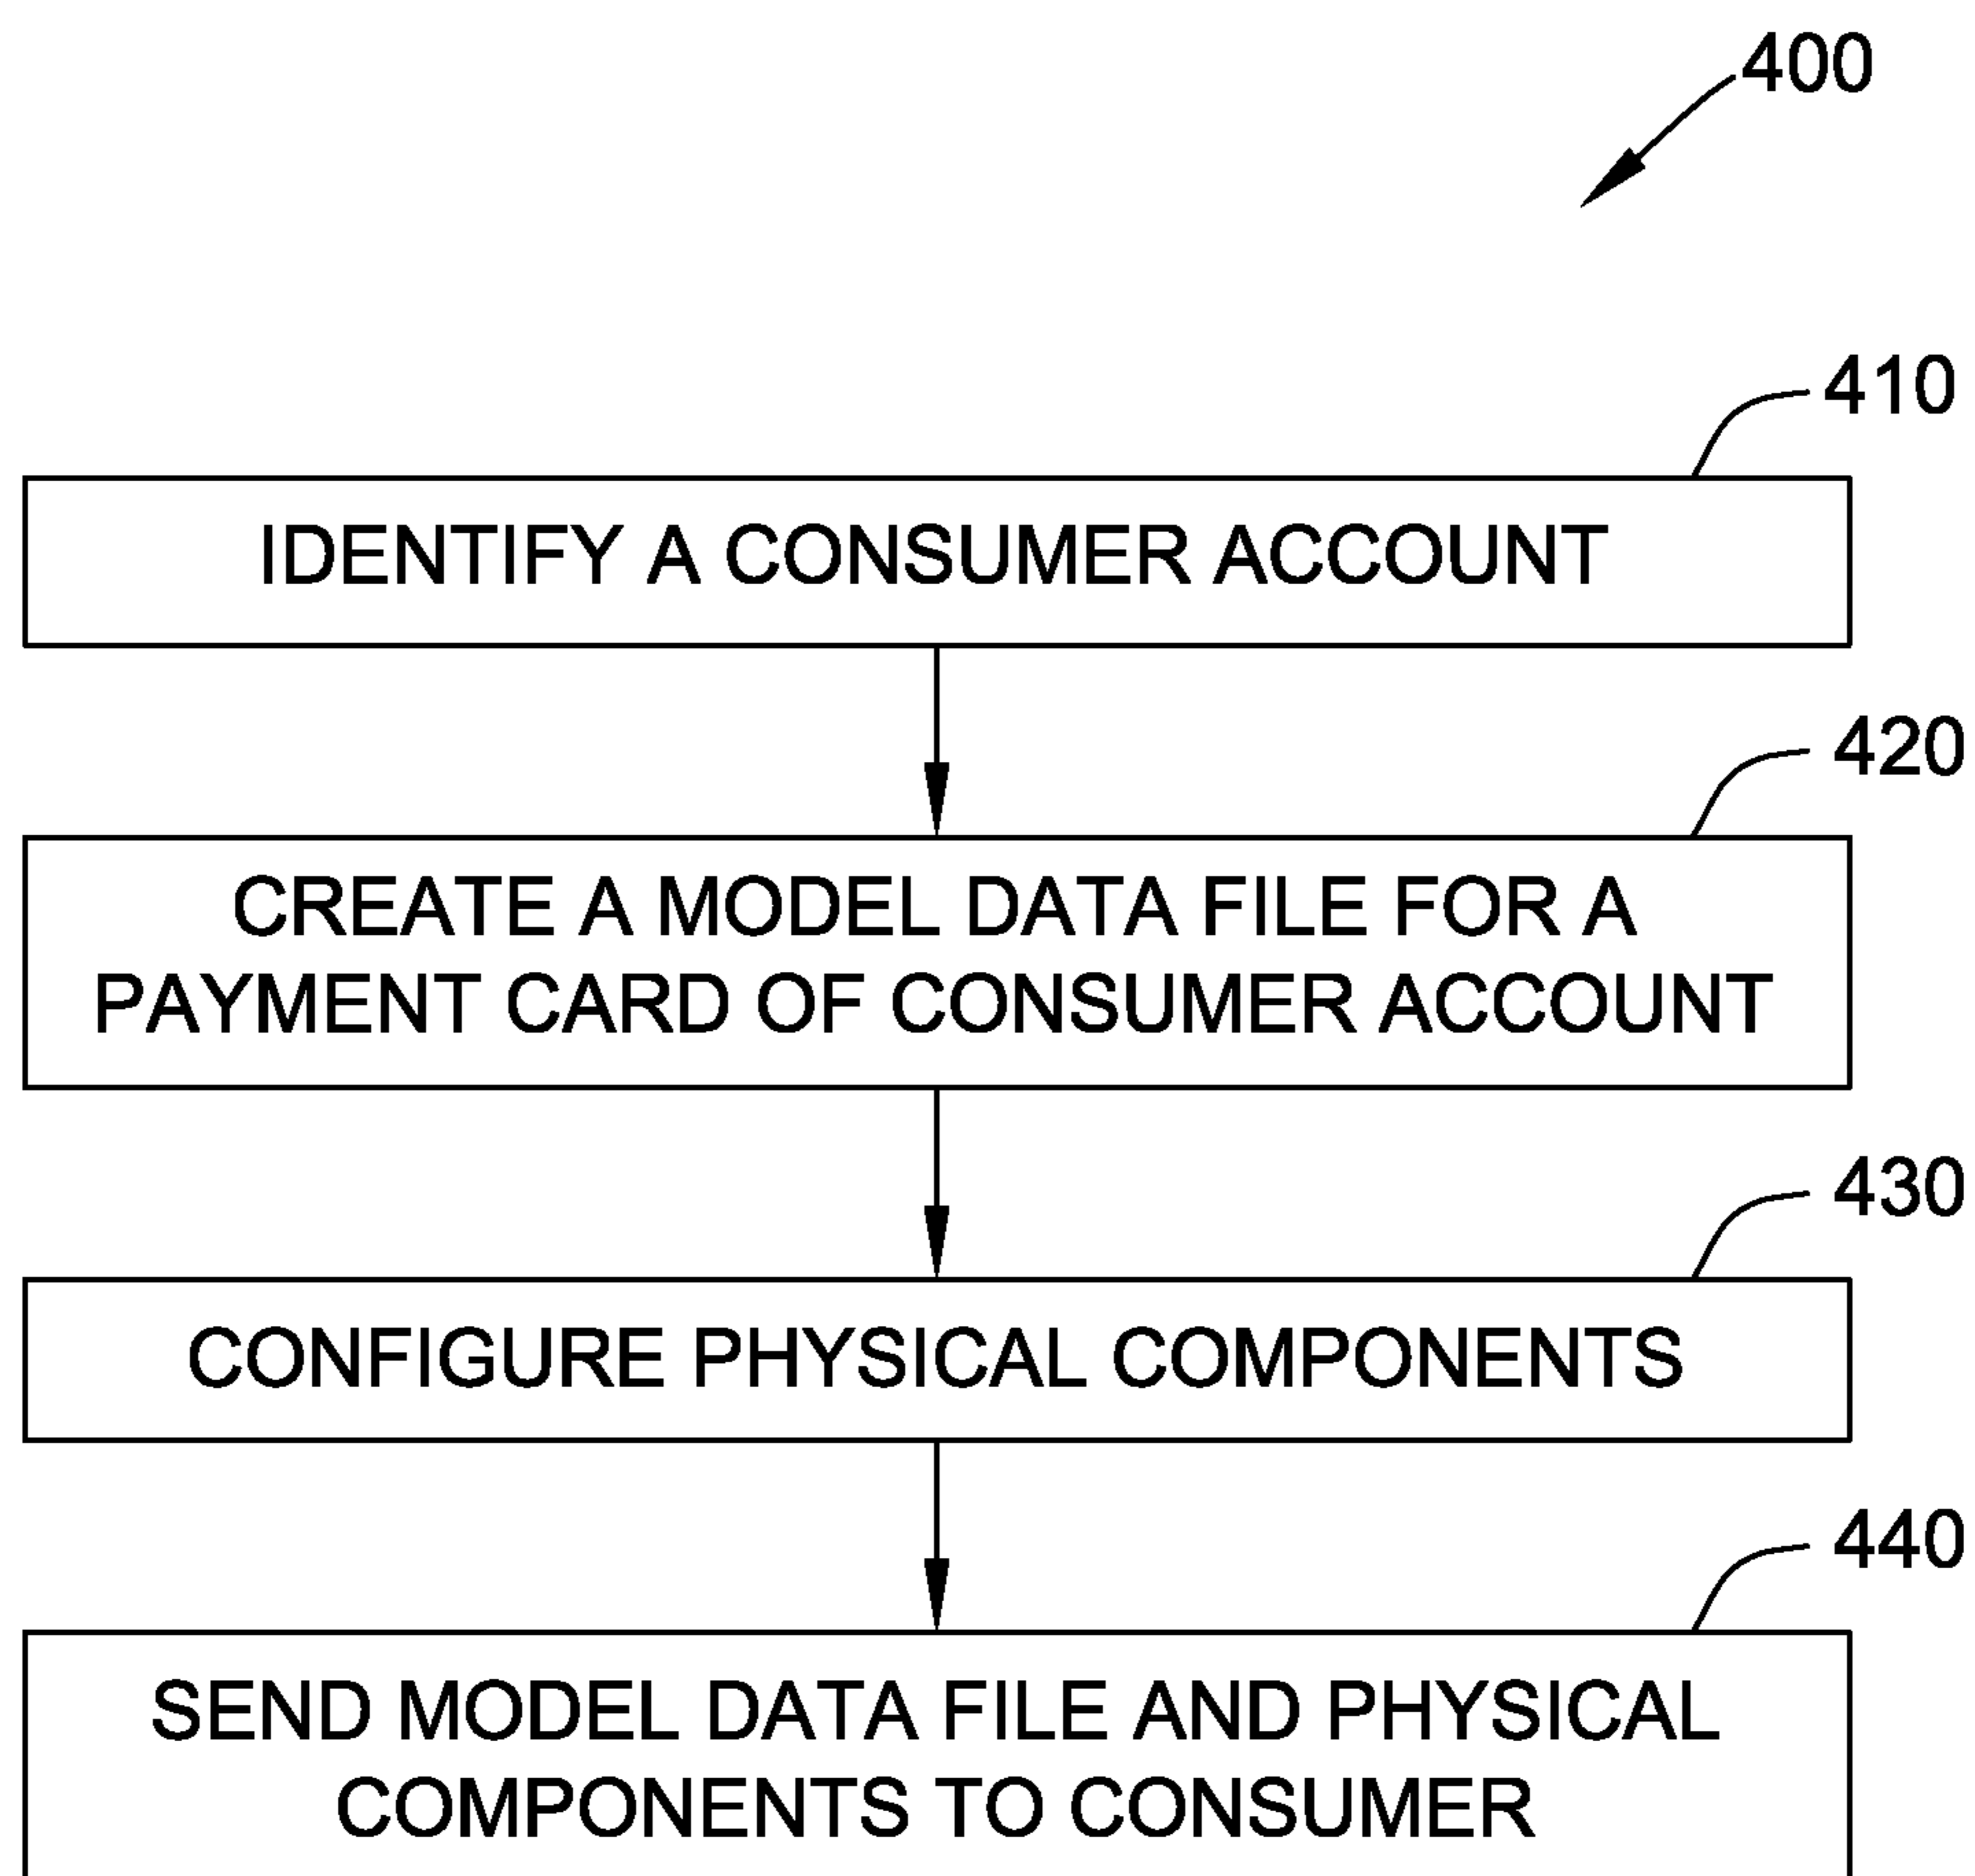 400
410
IDENTIFY A CONSUMER ACCOUNT
420
CREATE A MODEL DATA FILE FOR A
PAYMENT CARD OF CONSUMER ACCOUNT
430
CONFIGURE PHYSICAL COMPONENTS
440
SEND MODEL DATA FILE AND PHYSICAL
COMPONENTS TO CONSUMER